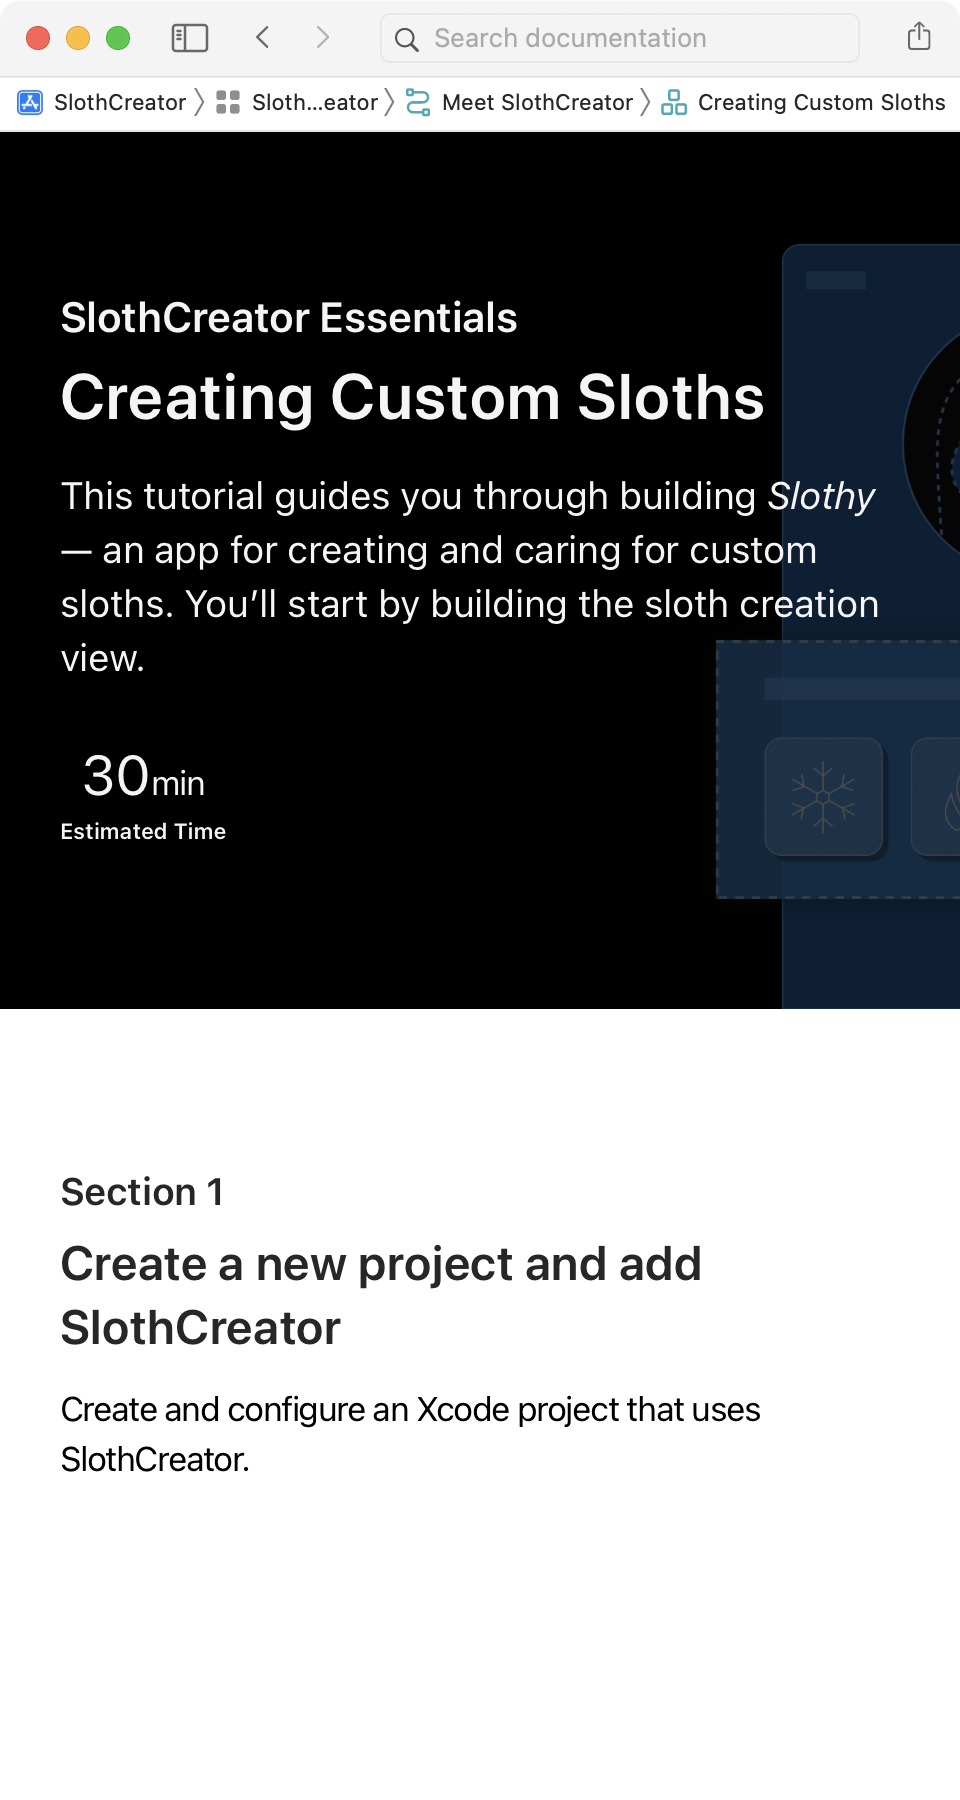 Search documentation
SlothCreator
Sloth...eator
Meet SlothCreator
Creating Custom Sloths
SlothCreator Essentials
Creating Custom Sloths
This tutorial guides you through building Slothy
— an app for creating and caring for custom
sloths. You’ll start by building the sloth creation
view.
30min
Estimated Time
Section 1
Create a new project and add
SlothCreator
Create and configure an Xcode project that uses
SlothCreator.